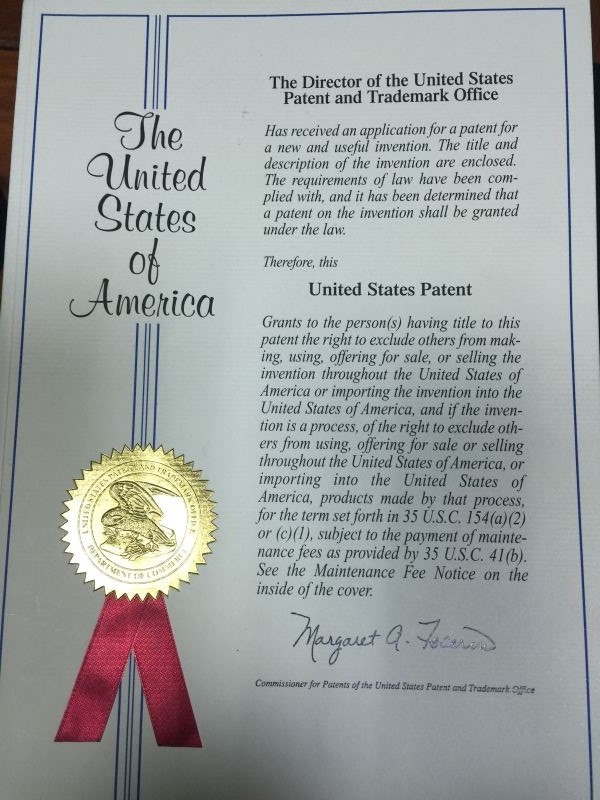 The
United
States
of
America
The Director of the United States
Patent and Trademark Office
Has received an application for a patent for
a new and useful invention. The title and
description of the invention are enclosed.
The requirements of law have been com-
plied with, and it has been determined that
a patent on the invention shall be granted
under the law.
Therefore, this
United States Patent
Grants to the person(s) having title to this
patent the right to exclude others from mak-
ing, using, offering for sale, or selling the
invention throughout the United States of
America or importing the invention into the
United States of America, and if the inven-
tion is a process, of the right to exclude oth-
ers from using, offering for sale or selling
throughout the United States of America, or
importing into the United States of
America, products made by that process,
for the term set forth in 35 U.S.C. 154(a)(2)
or (c)(1), subject to the payment of mainte-
nance fees as provided by 35 U.S.C. 41(b).
See the Maintenance Fee Notice on the
inside of the cover.
UNITED STATES PATENT AND TRADEMARK OFFICE
DEPARTMENT OF COMMERCE
Margaret A.
Commissioner for Patents of the United States Patent and Trademark Office